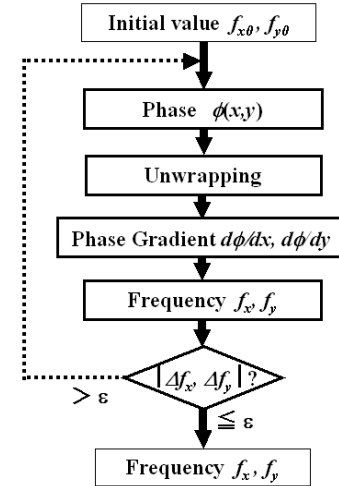 Initial value f_x0, f_y0
Phase ϕ(x,y)
Unwrapping
Phase Gradient dϕ/dx, dϕ/dy
Frequency f_x, f_y
|Δf_x, Δf_y| ?
> ε
≦ ε
Frequency f_x, f_y